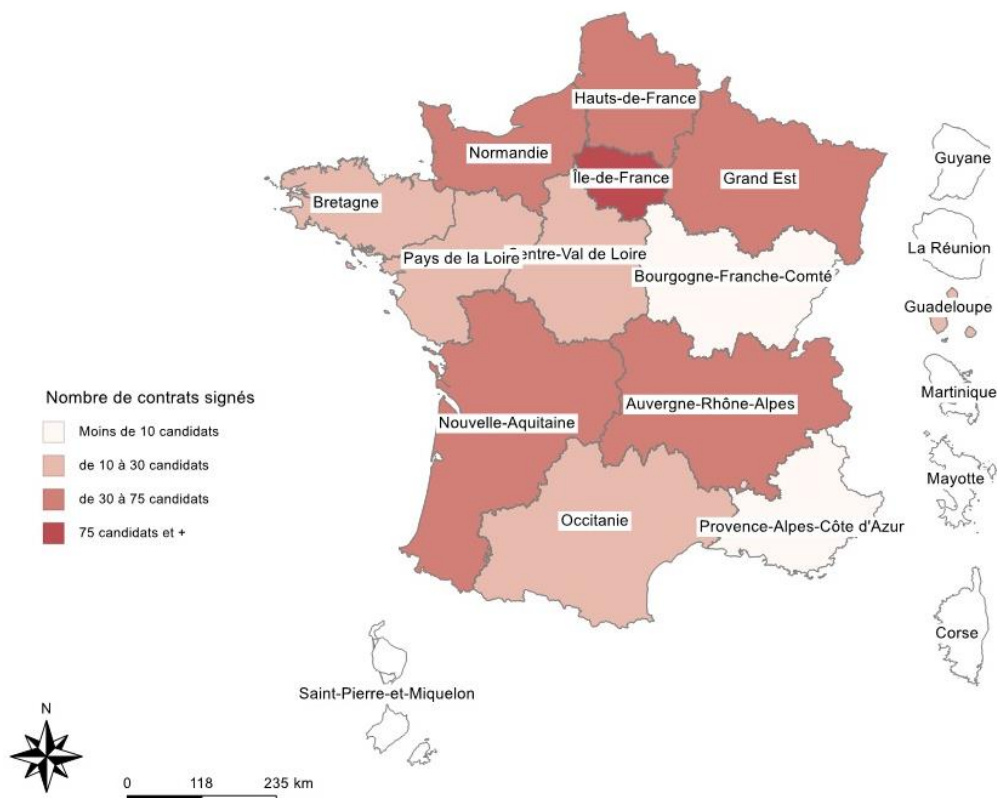 Hauts-de-France
Normandie
Île-de-France
Grand Est
Guyane
Bretagne
Pays de la Loire
Centre-Val de Loire
La Réunion
Bourgogne-Franche-Comté
Guadeloupe
Martinique
Nombre de contrats signés
Moins de 10 candidats
de 10 à 30 candidats
de 30 à 75 candidats
75 candidats et +
Auvergne-Rhône-Alpes
Nouvelle-Aquitaine
Mayotte
Occitanie
Provence-Alpes-Côte d'Azur
Corse
Saint-Pierre-et-Miquelon
N
0 118 235 km